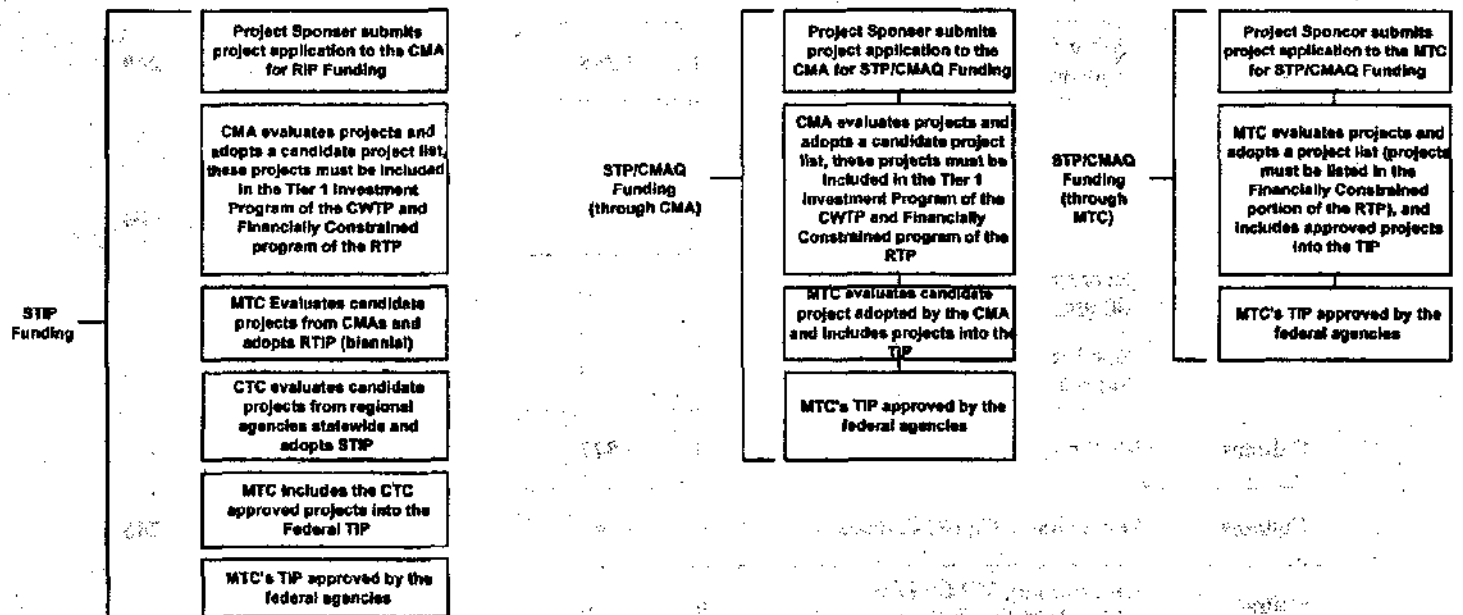 STIP
Funding
Project Sponser submits
project application to the CMA
for RIP Funding
CMA evaluates projects and
adopts a candidate project list,
these projects must be included
in the Tier 1 Investment
Program of the CWTP and
Financially Constrained
program of the RTP
MTC Evaluates candidate
projects from CMAs and
adopts RTIP (biannial)
CTC evaluates candidate
projects from regional
agencies statewide and
adopts STIP
MTC includes the CTC
approved projects into the
Federal TIP
MTC's TIP approved by the
federal agencies
STP/CMAQ
Funding
(through CMA)
Project Sponser submits
project application to the
CMA for STP/CMAQ Funding
CMA evaluates projects and
adopts a candidate project
list, these projects must be
included in the Tier 1
Investment Program of the
CWTP and Financially
Constrained program of the
RTP
MTC evaluates candidate
project adopted by the CMA
and includes projects into the
TIP
MTC's TIP approved by the
federal agencies
STP/CMAQ
Funding
(through
MTC)
Project Sponcor submits
project application to the MTC
for STP/CMAQ Funding
MTC evaluates projects and
adopts a project list (projects
must be listed in the
Financially Constrained
portion of the RTP), and
includes approved projects
into the TIP
MTC's TIP approved by the
federal agencies